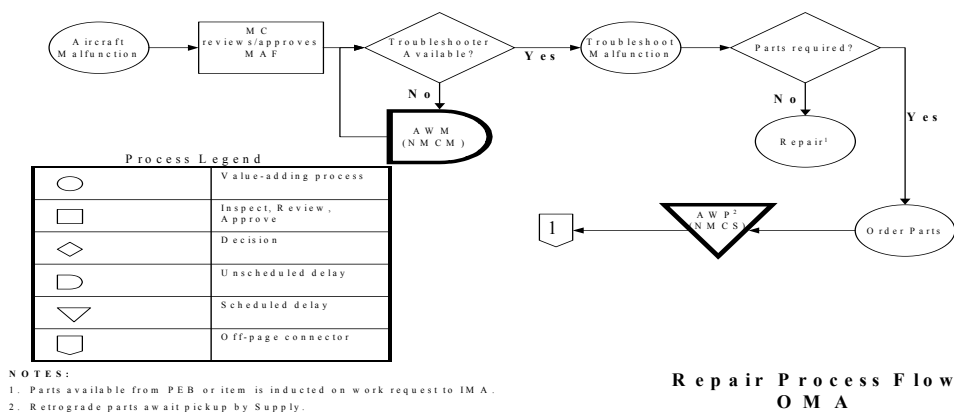 Aircraft
Malfunction
MC
reviews/approves
MAF
Troubleshooter
Available?
Yes
Troubleshoot
Malfunction
Parts required?
No
AWM
(NMCM)
No
Repair1
Yes
Process Legend
Value-adding process
Inspect, Review,
Approve
Decision
Unscheduled delay
Scheduled delay
Off-page connector
1
AWP2
(NMCS)
Order Parts
NOTES:
1. Parts available from PEB or item is inducted on work request to IMA.
2. Retrograde parts await pickup by Supply.
Repair Process Flow
OMA